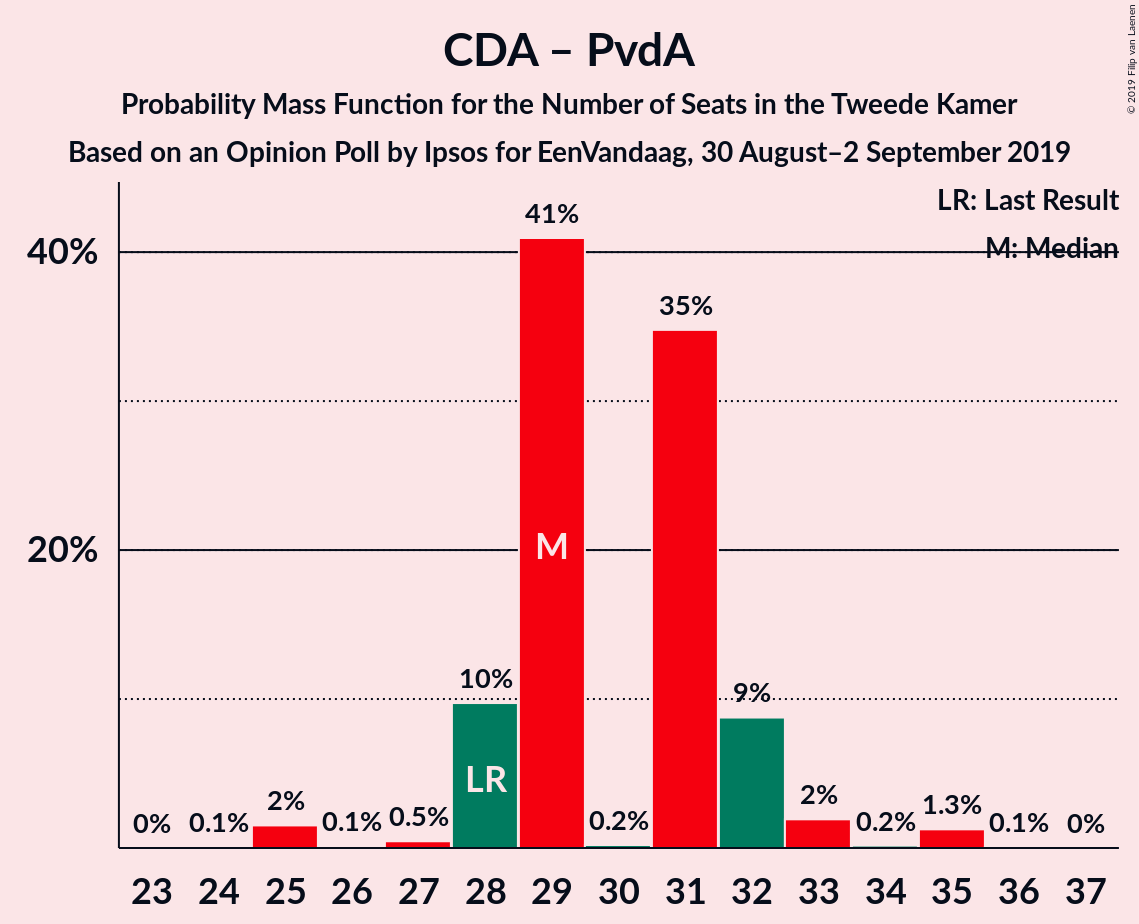 CDA – PvdA
Probability Mass Function for the Number of Seats in the Tweede Kamer
Based on an Opinion Poll by Ipsos for EenVandaag, 30 August–2 September 2019
© 2019 Filip van Laenen
LR: Last Result
M: Median
40%
20%
0%
0.1%
2%
0.1%
0.5%
10%
41%
0.2%
35%
9%
2%
0.2%
1.3%
0.1%
0%
LR
M
23 24 25 26 27 28 29 30 31 32 33 34 35 36 37